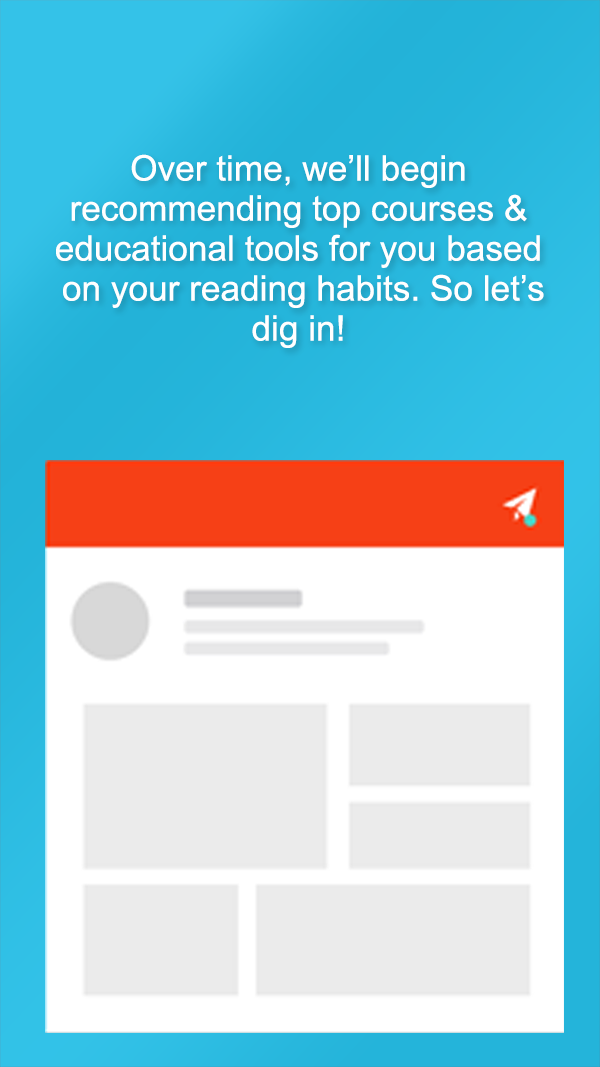 Over time, we’ll begin
recommending top courses &
educational tools for you based
on your reading habits. So let’s
dig in!